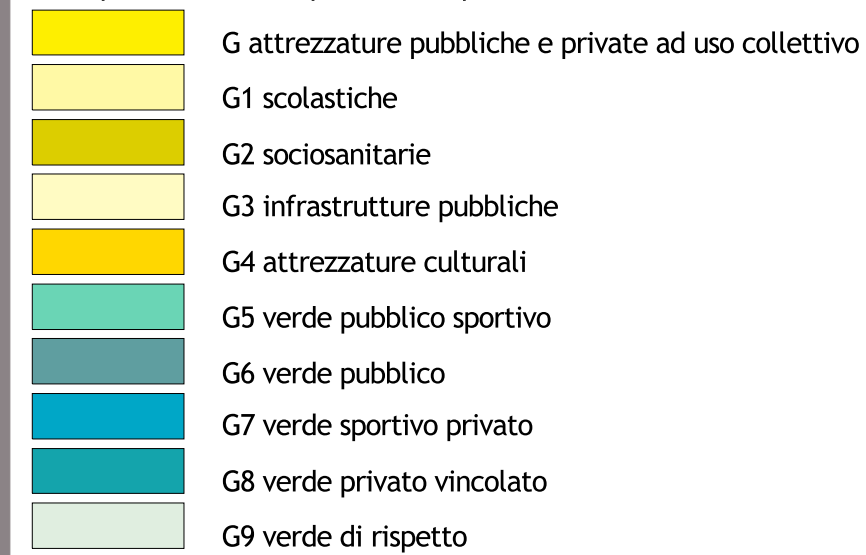 G attrezzature pubbliche e private ad uso collettivo
G1 scolastiche
G2 sociosanitarie
G3 infrastrutture pubbliche
G4 attrezzature culturali
G5 verde pubblico sportivo
G6 verde pubblico
G7 verde sportivo privato
G8 verde privato vincolato
G9 verde di rispetto